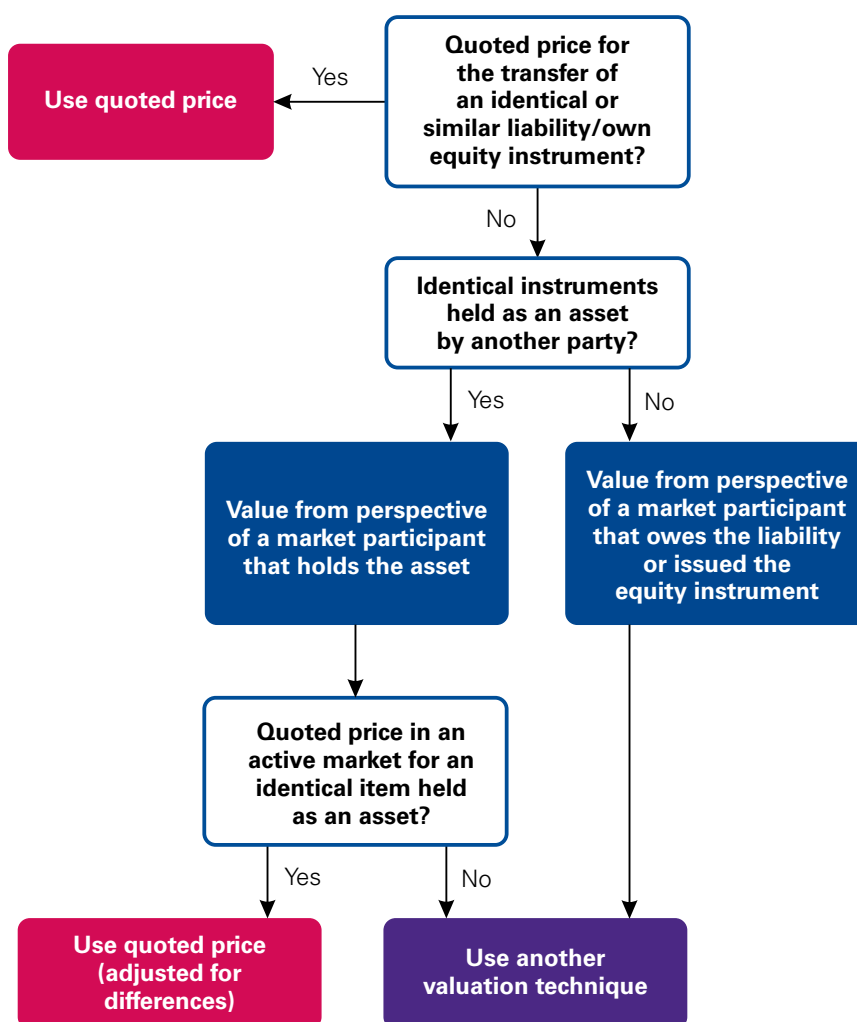 Quoted price for
the transfer of
an identical or
similar liability/own
equity instrument?
Yes
Use quoted price
No
Identical instruments
held as an asset
by another party?
Yes
No
Value from perspective
of a market participant
that holds the asset
Value from perspective
of a market participant
that owes the liability
or issued the
equity instrument
Quoted price in an
active market for an
identical item held
as an asset?
Yes
No
Use quoted price
(adjusted for
differences)
Use another
valuation technique